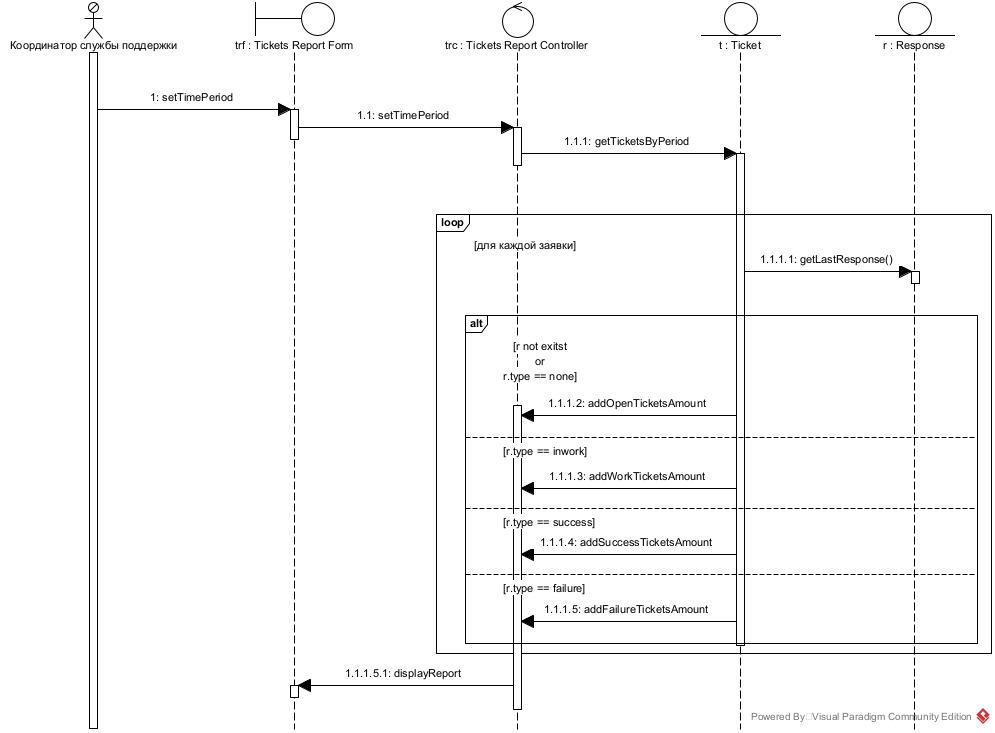 Координатор службы поддержки
trf : Tickets Report Form
trc : Tickets Report Controller
t : Ticket
r : Response
1: setTimePeriod
1.1: setTimePeriod
1.1.1: getTicketsByPeriod
loop
[для каждой заявки]
1.1.1.1: getLastResponse()
alt
[r not exitst
or
r.type == none]
1.1.1.2: addOpenTicketsAmount
[r.type == inwork]
1.1.1.3: addWorkTicketsAmount
[r.type == success]
1.1.1.4: addSuccessTicketsAmount
[r.type == failure]
1.1.1.5: addFailureTicketsAmount
1.1.1.5.1: displayReport
Powered By Visual Paradigm Community Edition